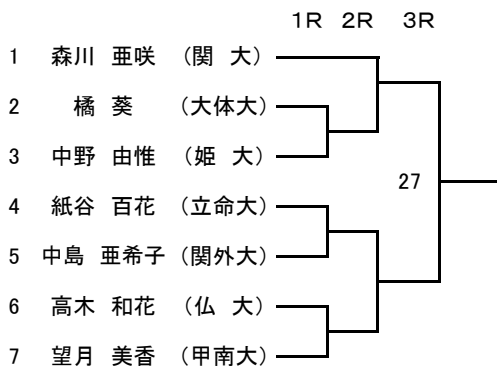 1R 2R 3R
1 森川 亜咲 (関 大)
2 橘 葵 (大体大)
3 中野 由惟 (姫 大)
27
4 紙谷 百花 (立命大)
5 中島 亜希子 (関外大)
6 高木 和花 (仏 大)
7 望月 美香 (甲南大)